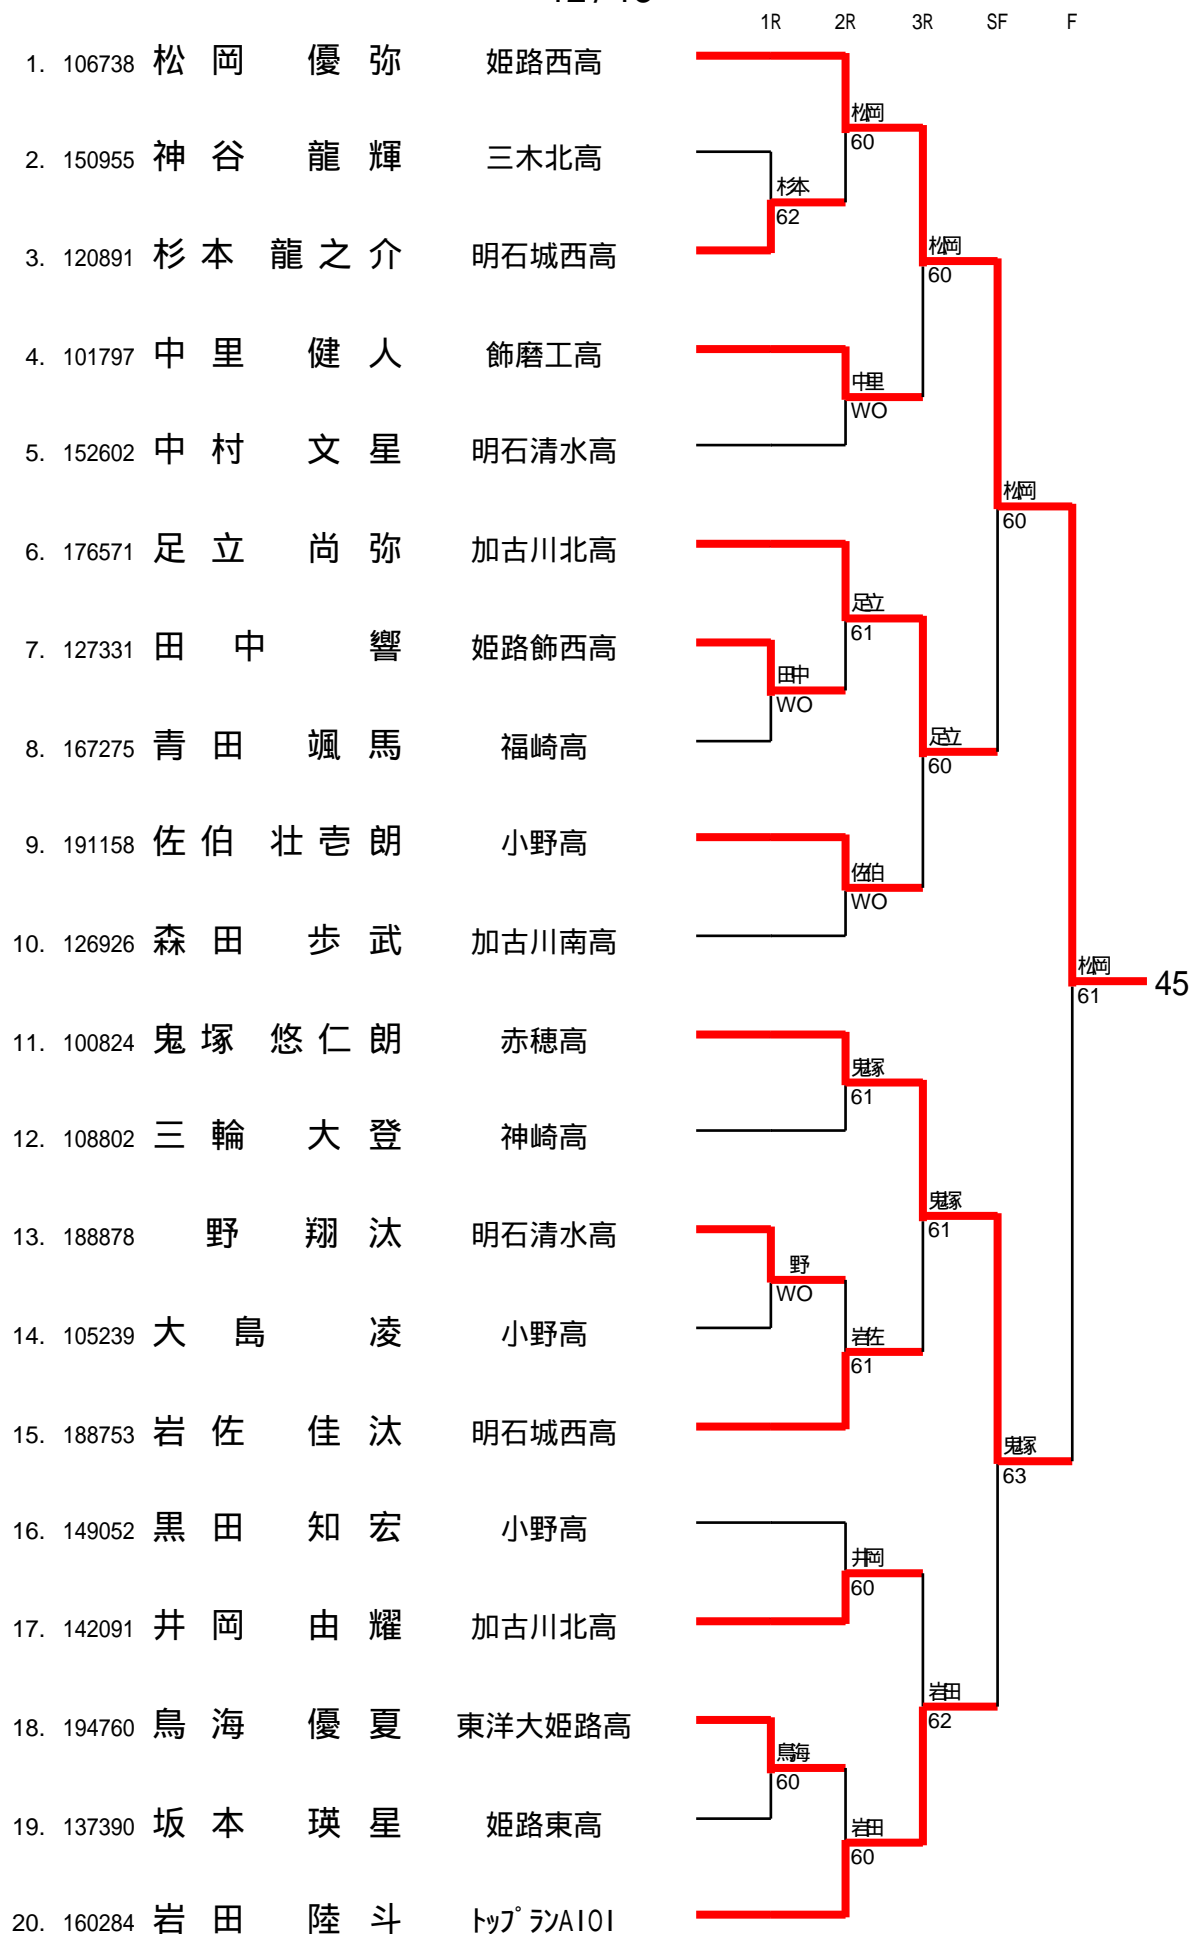 1R 2R 3R SF F
1. 106738 松岡 優弥 姫路西高
松岡
60
2. 150955 神谷 龍輝 三木北高
杉本
62
3. 120891 杉本 龍之介 明石城西高
松岡
60
4. 101797 中里 健人 飾磨工高
中里
WO
5. 152602 中村 文星 明石清水高
松岡
60
6. 176571 足立 尚弥 加古川北高
足立
61
7. 127331 田中 響 姫路飾西高
田中
WO
8. 167275 青田 颯馬 福崎高
足立
60
9. 191158 佐伯 壮壱朗 小野高
佐伯
WO
10. 126926 森田 歩武 加古川南高
松岡
61
45
11. 100824 鬼塚 悠仁朗 赤穂高
鬼塚
61
12. 108802 三輪 大登 神崎高
鬼塚
61
13. 188878 野 翔汰 明石清水高
野
WO
14. 105239 大島 凌 小野高
岩佐
61
15. 188753 岩佐 佳汰 明石城西高
鬼塚
63
16. 149052 黒田 知宏 小野高
井岡
60
17. 142091 井岡 由耀 加古川北高
岩田
62
18. 194760 鳥海 優夏 東洋大姫路高
鳥海
60
19. 137390 坂本 瑛星 姫路東高
岩田
60
20. 160284 岩田 陸斗 トップランAIOI